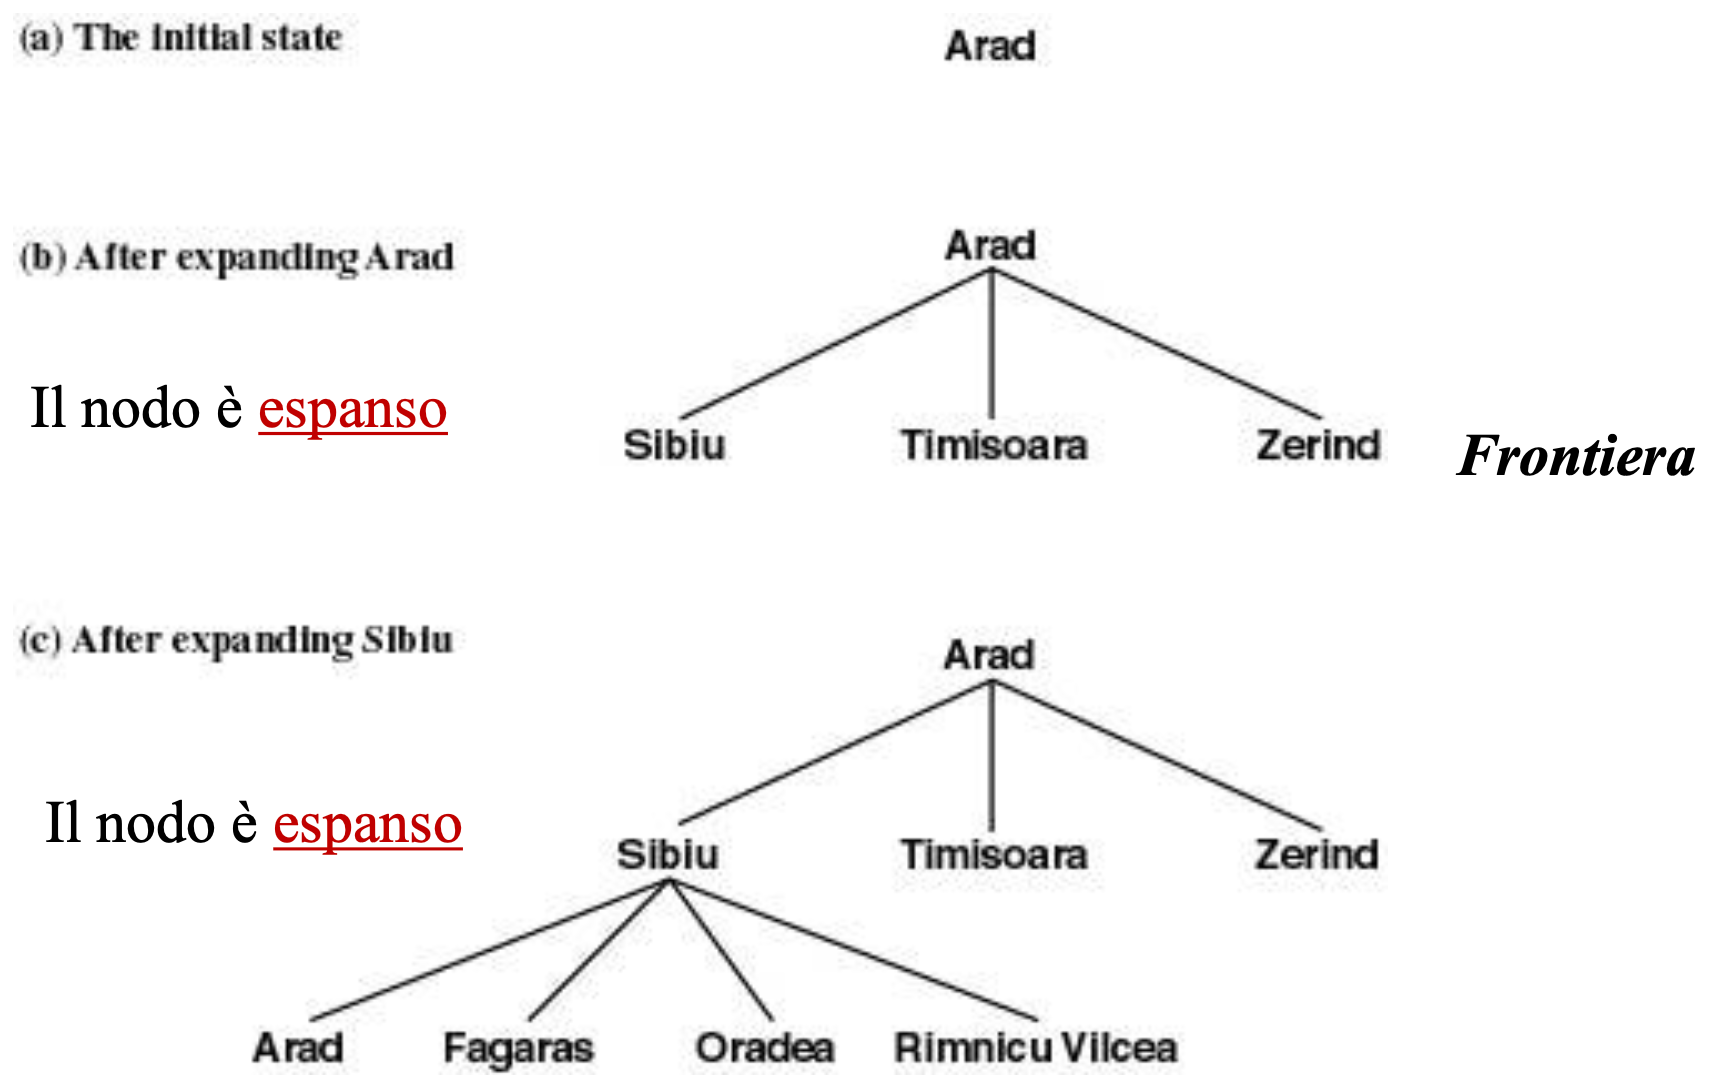 (a) The initial state
Arad
(b) After expanding Arad
Arad
Il nodo è espanso
Sibiu Timisoara Zerind Frontiera
(c) After expanding Sibiu
Arad
Il nodo è espanso
Sibiu Timisoara Zerind
Arad Fagaras Oradea Rimnicu Vilcea